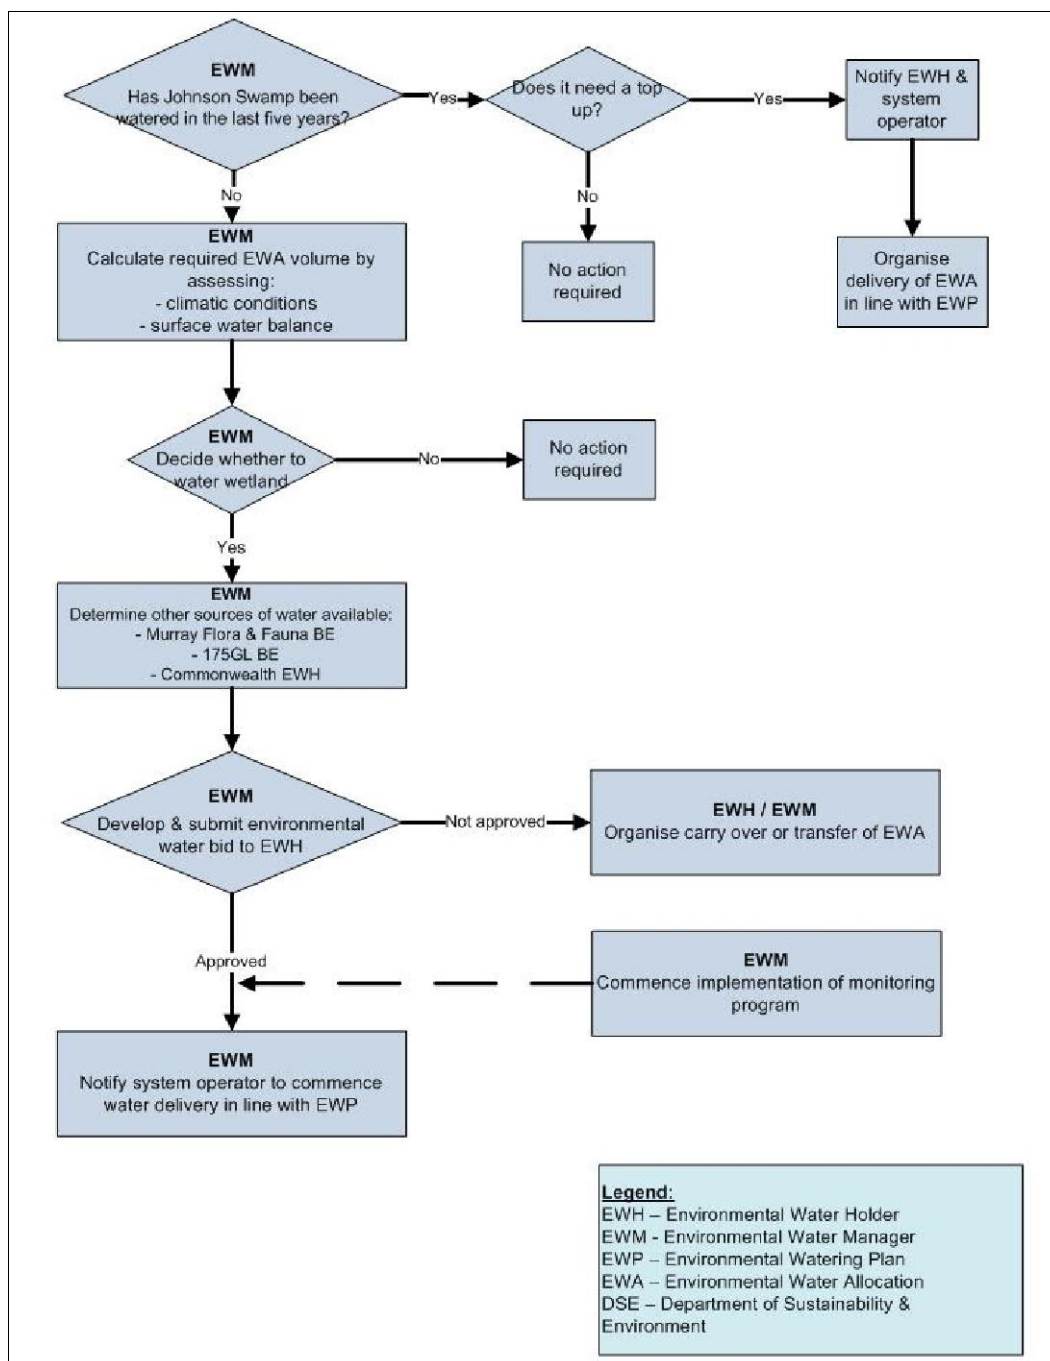 EWM
Has Johnson Swamp been
watered in the last five years?
Yes
Does it need a top
up?
Yes
Notify EWH &
system
operator
No
No
EWM
Calculate required EWA volume by
assessing:
- climatic conditions
- surface water balance
No action
required
Organise
delivery of EWA
in line with EWP
EWM
Decide whether to
water wetland
No
No action
required
Yes
EWM
Determine other sources of water available:
- Murray Flora & Fauna BE
- 175GL BE
- Commonwealth EWH
EWM
Develop & submit environmental
water bid to EWH
Not approved
EWH / EWM
Organise carry over or transfer of EWA
Approved
EWM
Commence implementation of monitoring
program
EWM
Notify system operator to commence
water delivery in line with EWP
Legend:
EWH – Environmental Water Holder
EWM - Environmental Water Manager
EWP – Environmental Watering Plan
EWA – Environmental Water Allocation
DSE – Department of Sustainability &
Environment